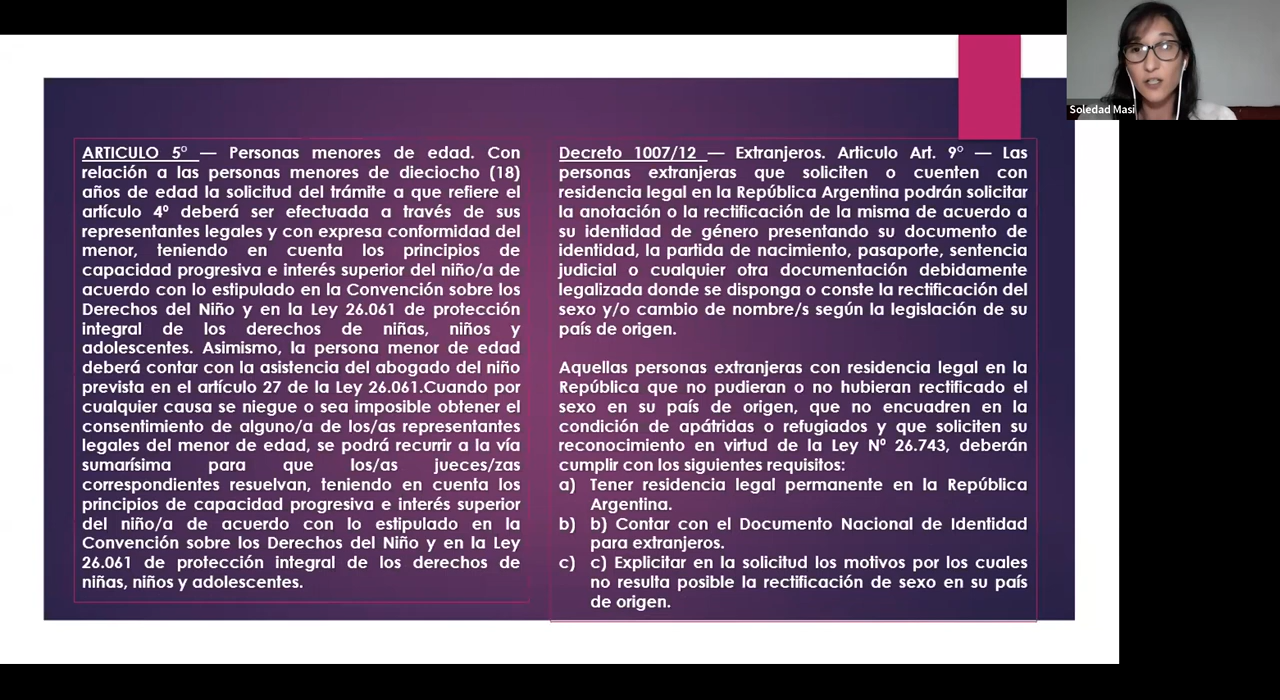 ARTICULO 5º — Personas menores de edad. Con
relación a las personas menores de dieciocho (18)
años de edad la solicitud del trámite a que refiere el
artículo 4º deberá ser efectuada a través de sus
representantes legales y con expresa conformidad del
menor, teniendo en cuenta los principios de
capacidad progresiva e interés superior del niño/a de
acuerdo con lo estipulado en la Convención sobre los
Derechos del Niño y en la Ley 26.061 de protección
integral de los derechos de niñas, niños y
adolescentes. Asimismo, la persona menor de edad
deberá contar con la asistencia del abogado del niño
prevista en el artículo 27 de la Ley 26.061.Cuando por
cualquier causa se niegue o sea imposible obtener el
consentimiento de alguno/a de los/as representantes
legales del menor de edad, se podrá recurrir a la vía
sumarísima para que los/as jueces/zas
correspondientes resuelvan, teniendo en cuenta los
principios de capacidad progresiva e interés superior
del niño/a de acuerdo con lo estipulado en la
Convención sobre los Derechos del Niño y en la Ley
26.061 de protección integral de los derechos de
niñas, niños y adolescentes.
Decreto 1007/12 — Extranjeros. Articulo Art. 9° — Las
personas extranjeras que soliciten o cuenten con
residencia legal en la República Argentina podrán solicitar
la anotación o la rectificación de la misma de acuerdo a
su identidad de género presentando su documento de
identidad, la partida de nacimiento, pasaporte, sentencia
judicial o cualquier otra documentación debidamente
legalizada donde se disponga o conste la rectificación del
sexo y/o cambio de nombre/s según la legislación de su
país de origen.
Aquellas personas extranjeras con residencia legal en la
República que no pudieran o no hubieran rectificado el
sexo en su país de origen, que no encuadren en la
condición de apátridas o refugiados y que soliciten su
reconocimiento en virtud de la Ley Nº 26.743, deberán
cumplir con los siguientes requisitos:
a) Tener residencia legal permanente en la República
Argentina.
b) b) Contar con el Documento Nacional de Identidad
para extranjeros.
c) c) Explicitar en la solicitud los motivos por los cuales
no resulta posible la rectificación de sexo en su país
de origen.
Soledad Masi